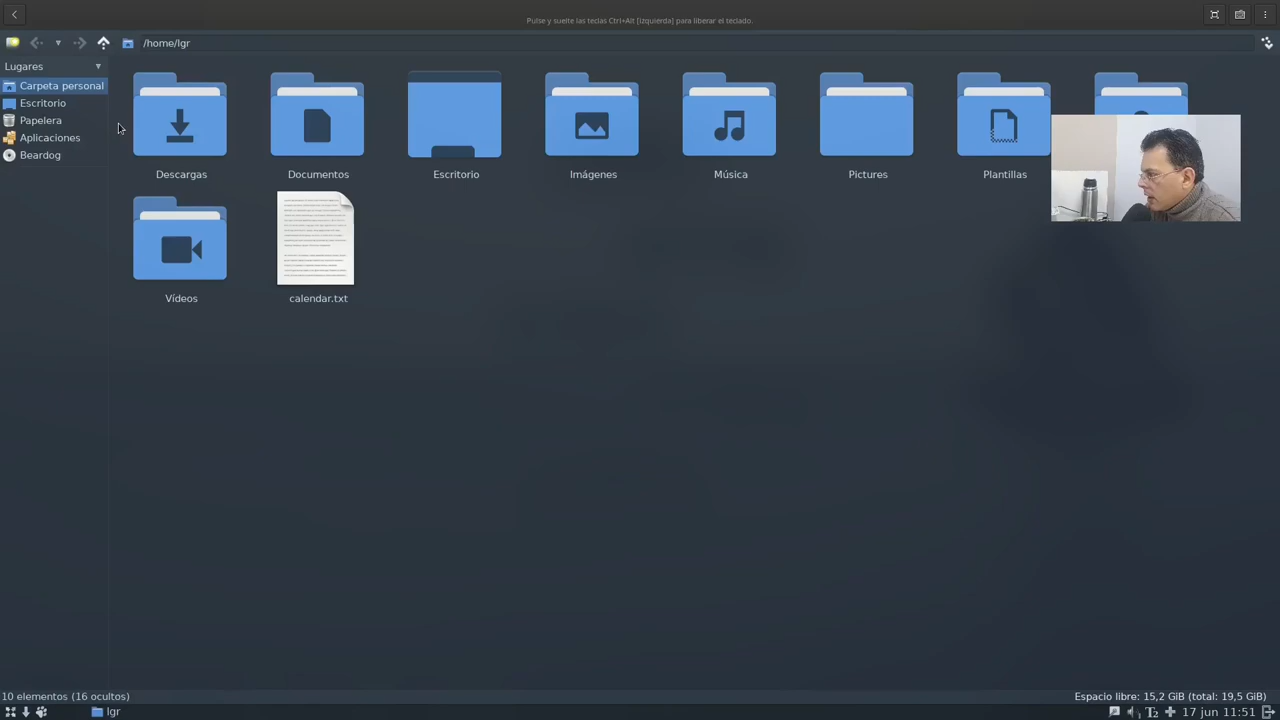 Pulse y suelte las teclas Ctrl+Alt [izquierda] para liberar el teclado.
/home/lgr
Lugares
Carpeta personal
Escritorio
Papelera
Aplicaciones
Beardog
Descargas
Documentos
Escritorio
Imágenes
Música
Pictures
Plantillas
Vídeos
calendar.txt
10 elementos (16 ocultos)
Espacio libre: 15,2 GiB (total: 19,5 GiB)
lgr
17 jun 11:51